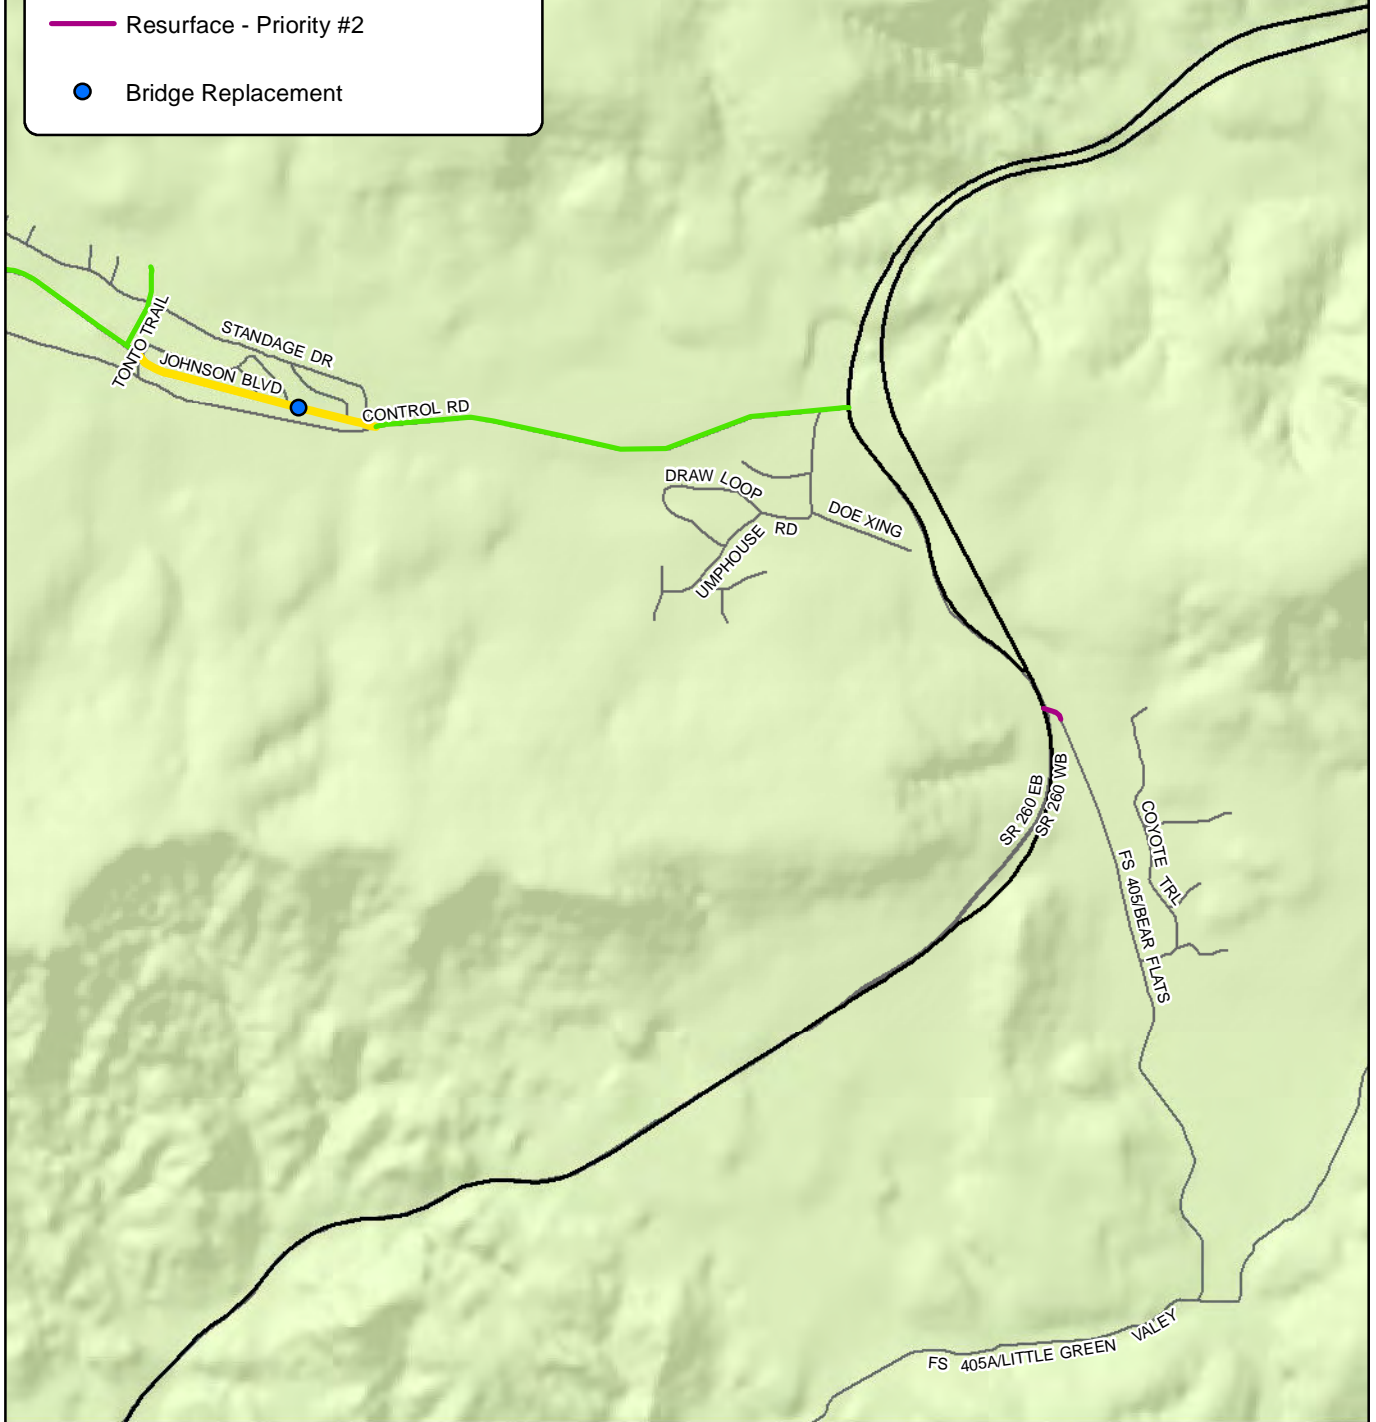 Resurface - Priority #2
Bridge Replacement
TONTO TRAIL
STANDAGE DR
JOHNSON BLVD
CONTROL RD
DRAW LOOP
UMPHOUSE RD
DOE XING
SR 260 EB
SR 260 WB
COYOTE TRL
FS 405/BEAR FLATS
FS 405A/LITTLE GREEN VALEY